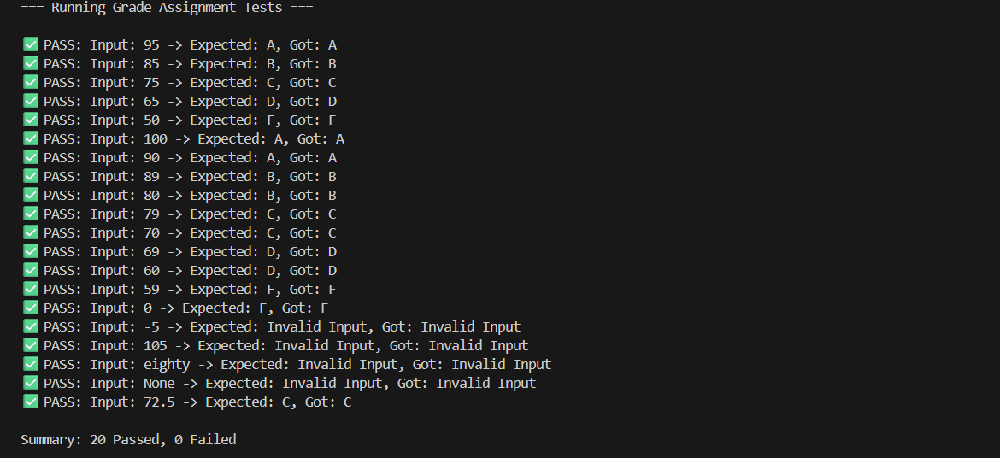 === Running Grade Assignment Tests ===
✅ PASS: Input: 95 -> Expected: A, Got: A
✅ PASS: Input: 85 -> Expected: B, Got: B
✅ PASS: Input: 75 -> Expected: C, Got: C
✅ PASS: Input: 65 -> Expected: D, Got: D
✅ PASS: Input: 50 -> Expected: F, Got: F
✅ PASS: Input: 100 -> Expected: A, Got: A
✅ PASS: Input: 90 -> Expected: A, Got: A
✅ PASS: Input: 89 -> Expected: B, Got: B
✅ PASS: Input: 80 -> Expected: B, Got: B
✅ PASS: Input: 79 -> Expected: C, Got: C
✅ PASS: Input: 70 -> Expected: C, Got: C
✅ PASS: Input: 69 -> Expected: D, Got: D
✅ PASS: Input: 60 -> Expected: D, Got: D
✅ PASS: Input: 59 -> Expected: F, Got: F
✅ PASS: Input: 0 -> Expected: F, Got: F
✅ PASS: Input: -5 -> Expected: Invalid Input, Got: Invalid Input
✅ PASS: Input: 105 -> Expected: Invalid Input, Got: Invalid Input
✅ PASS: Input: eighty -> Expected: Invalid Input, Got: Invalid Input
✅ PASS: Input: None -> Expected: Invalid Input, Got: Invalid Input
✅ PASS: Input: 72.5 -> Expected: C, Got: C
Summary: 20 Passed, 0 Failed